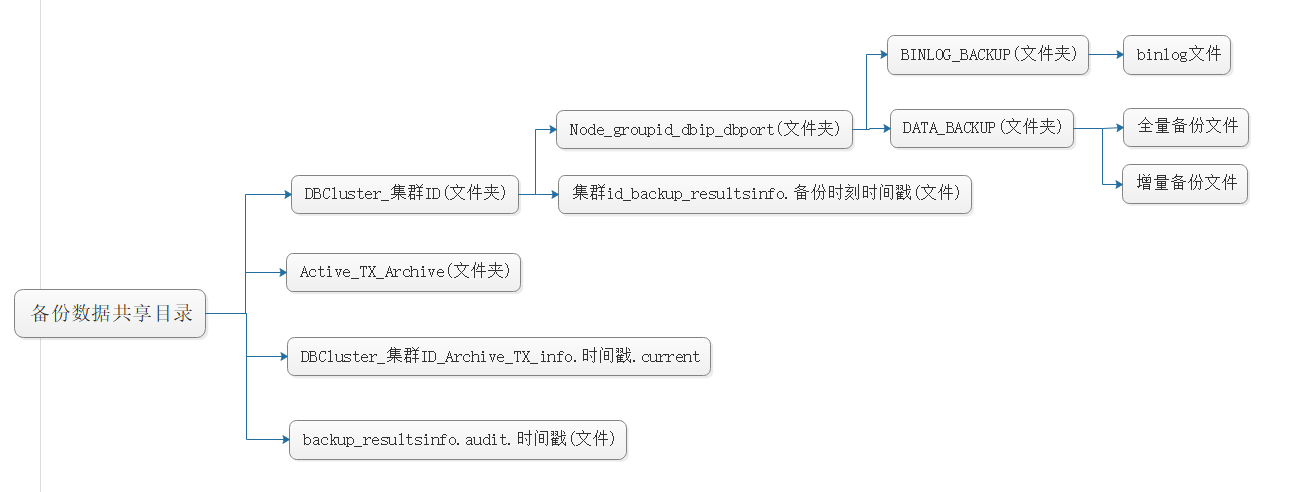 BINLOG_BACKUP(文件夹)
binlog文件
Node_groupid_dbip_dbport(文件夹)
DATA_BACKUP(文件夹)
全量备份文件
增量备份文件
DBCluster_集群ID(文件夹)
集群id_backup_resultsinfo.备份时刻时间戳(文件)
Active_TX_Archive(文件夹)
备份数据共享目录
DBCluster_集群ID_Archive_TX_info.时间戳.current
backup_resultsinfo.audit.时间戳(文件)